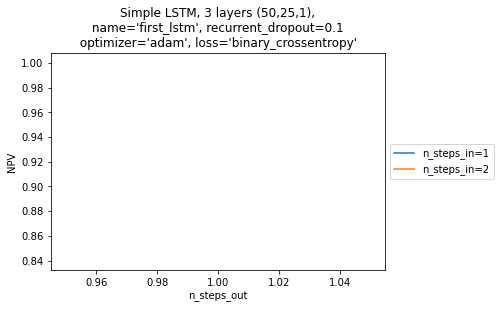 Simple LSTM, 3 layers (50,25,1),
name='first_lstm', recurrent_dropout=0.1
optimizer='adam', loss='binary_crossentropy'
1.00
0.98
0.96
0.94
0.92
0.90
0.88
0.86
0.84
NPV
0.96
0.98
1.00
1.02
1.04
n_steps_out
n_steps_in=1
n_steps_in=2